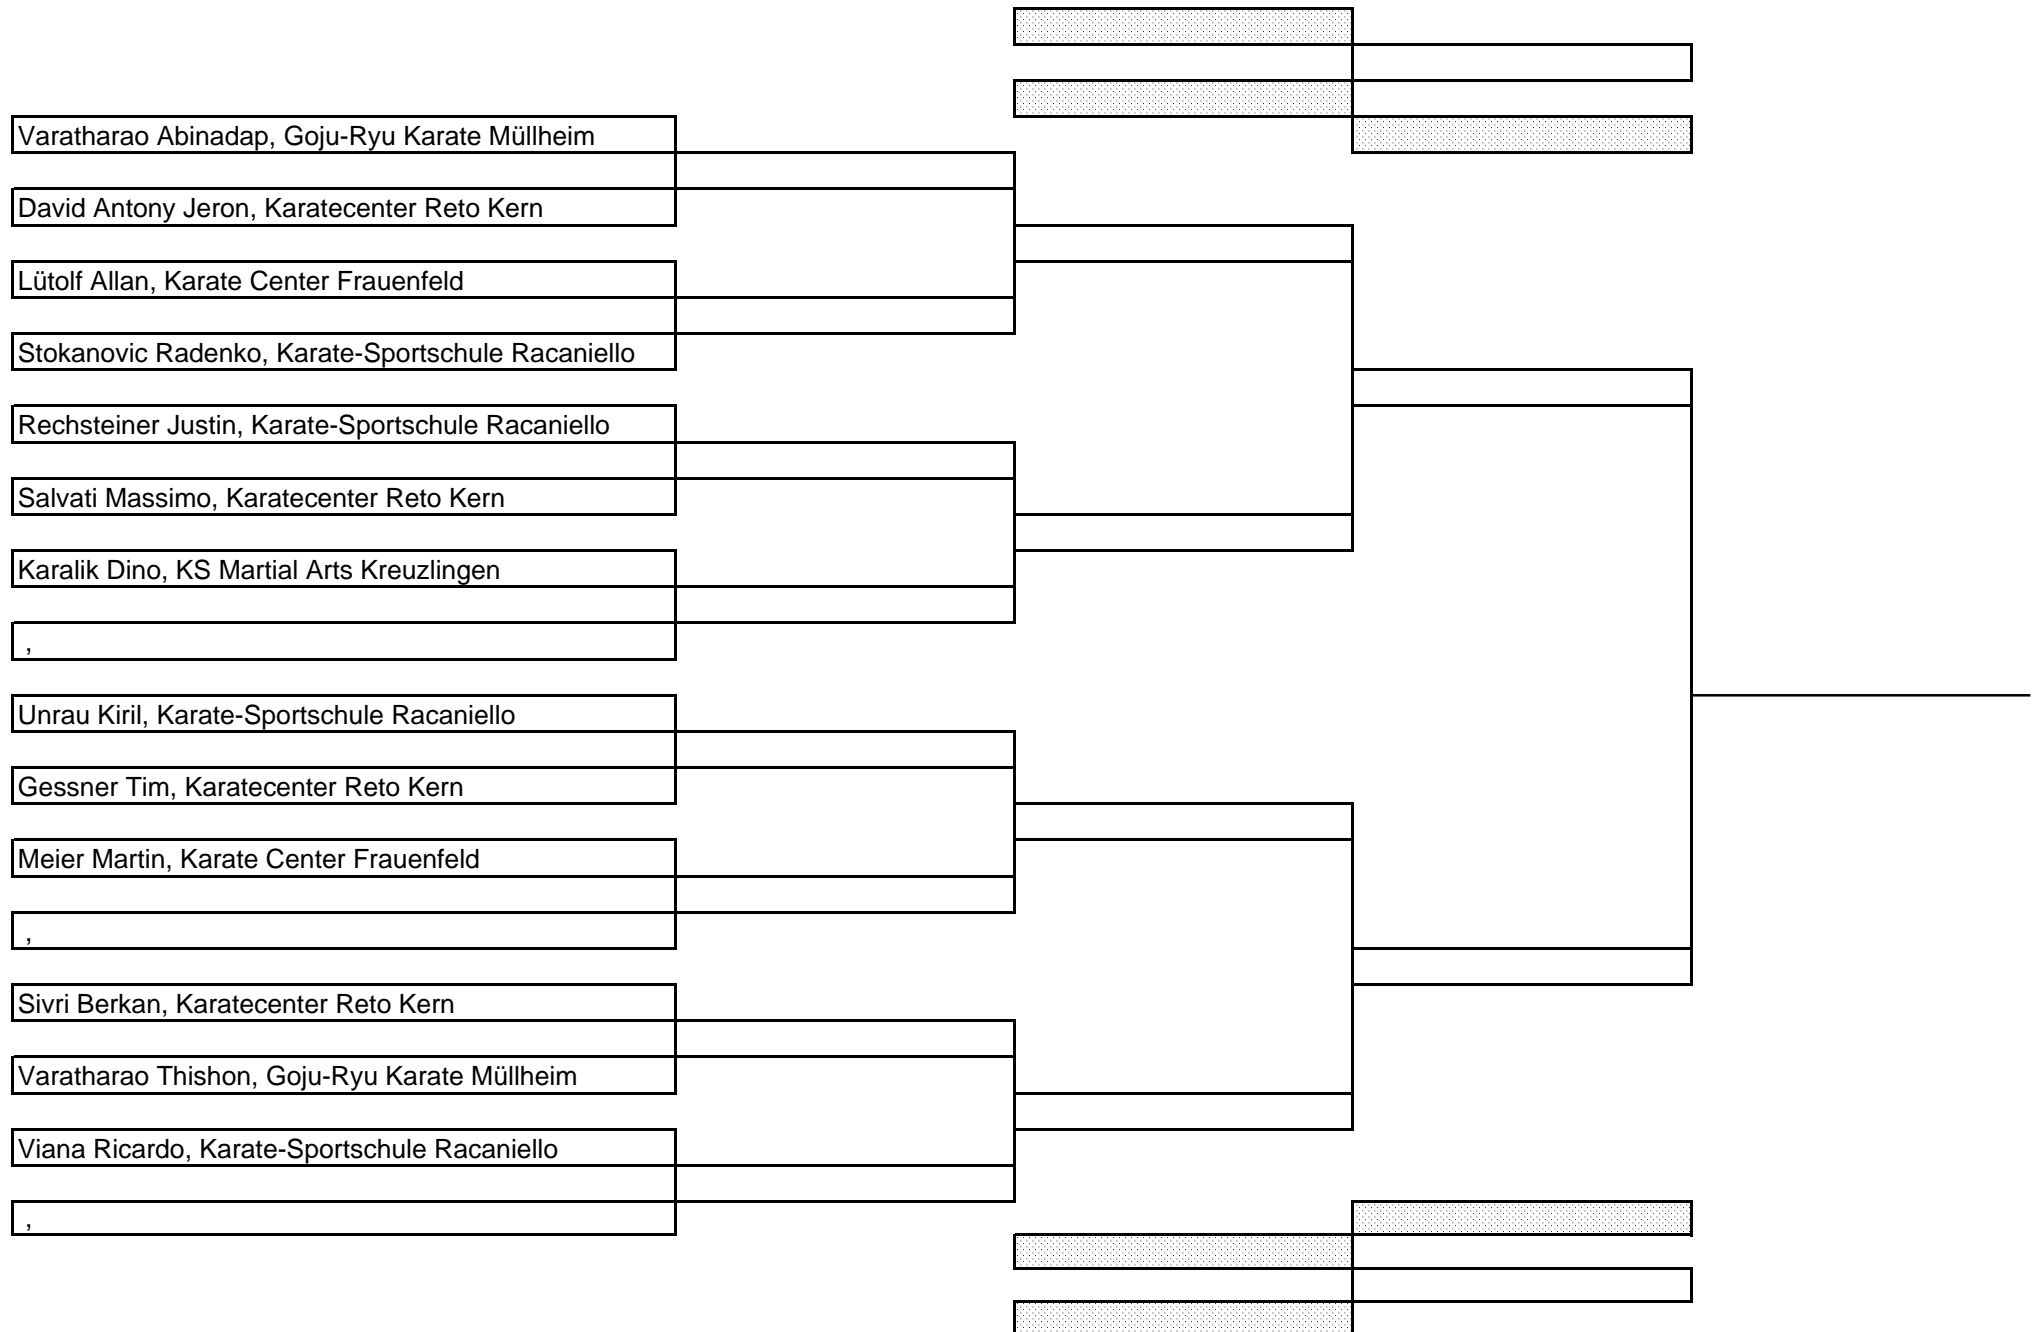 Varatharao Abinadap, Goju-Ryu Karate Müllheim
David Antony Jeron, Karatecenter Reto Kern
Lütolf Allan, Karate Center Frauenfeld
Stokanovic Radenko, Karate-Sportschule Racaniello
Rechsteiner Justin, Karate-Sportschule Racaniello
Salvati Massimo, Karatecenter Reto Kern
Karalik Dino, KS Martial Arts Kreuzlingen
,
Unrau Kiril, Karate-Sportschule Racaniello
Gessner Tim, Karatecenter Reto Kern
Meier Martin, Karate Center Frauenfeld
,
Sivri Berkan, Karatecenter Reto Kern
Varatharao Thishon, Goju-Ryu Karate Müllheim
Viana Ricardo, Karate-Sportschule Racaniello
,